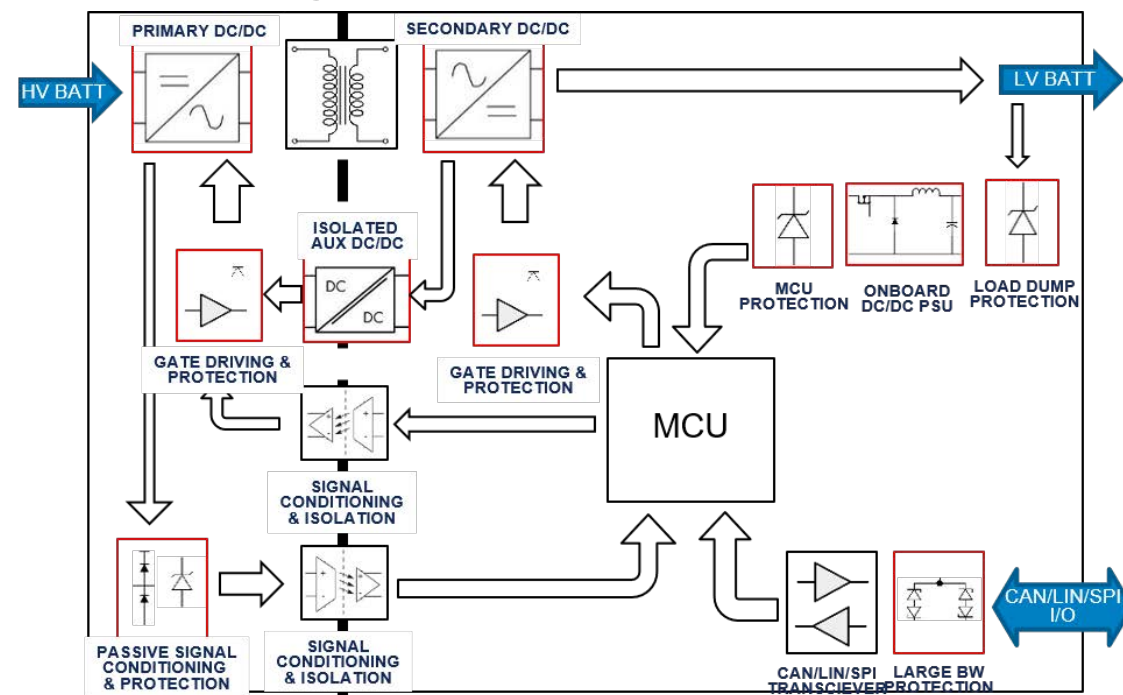 PRIMARY DC/DC
SECONDARY DC/DC
HV BATT
LV BATT
ISOLATED
AUX DC/DC
DC
DC
MCU
PROTECTION
ONBOARD
DC/DC PSU
LOAD DUMP
PROTECTION
GATE DRIVING &
PROTECTION
GATE DRIVING &
PROTECTION
MCU
SIGNAL
CONDITIONING
& ISOLATION
PASSIVE SIGNAL
CONDITIONING
& PROTECTION
SIGNAL
CONDITIONING
& ISOLATION
CAN/LIN/SPI
I/O
CAN/LIN/SPI
TRANSCIEVER
LARGE BW
PROTECTION